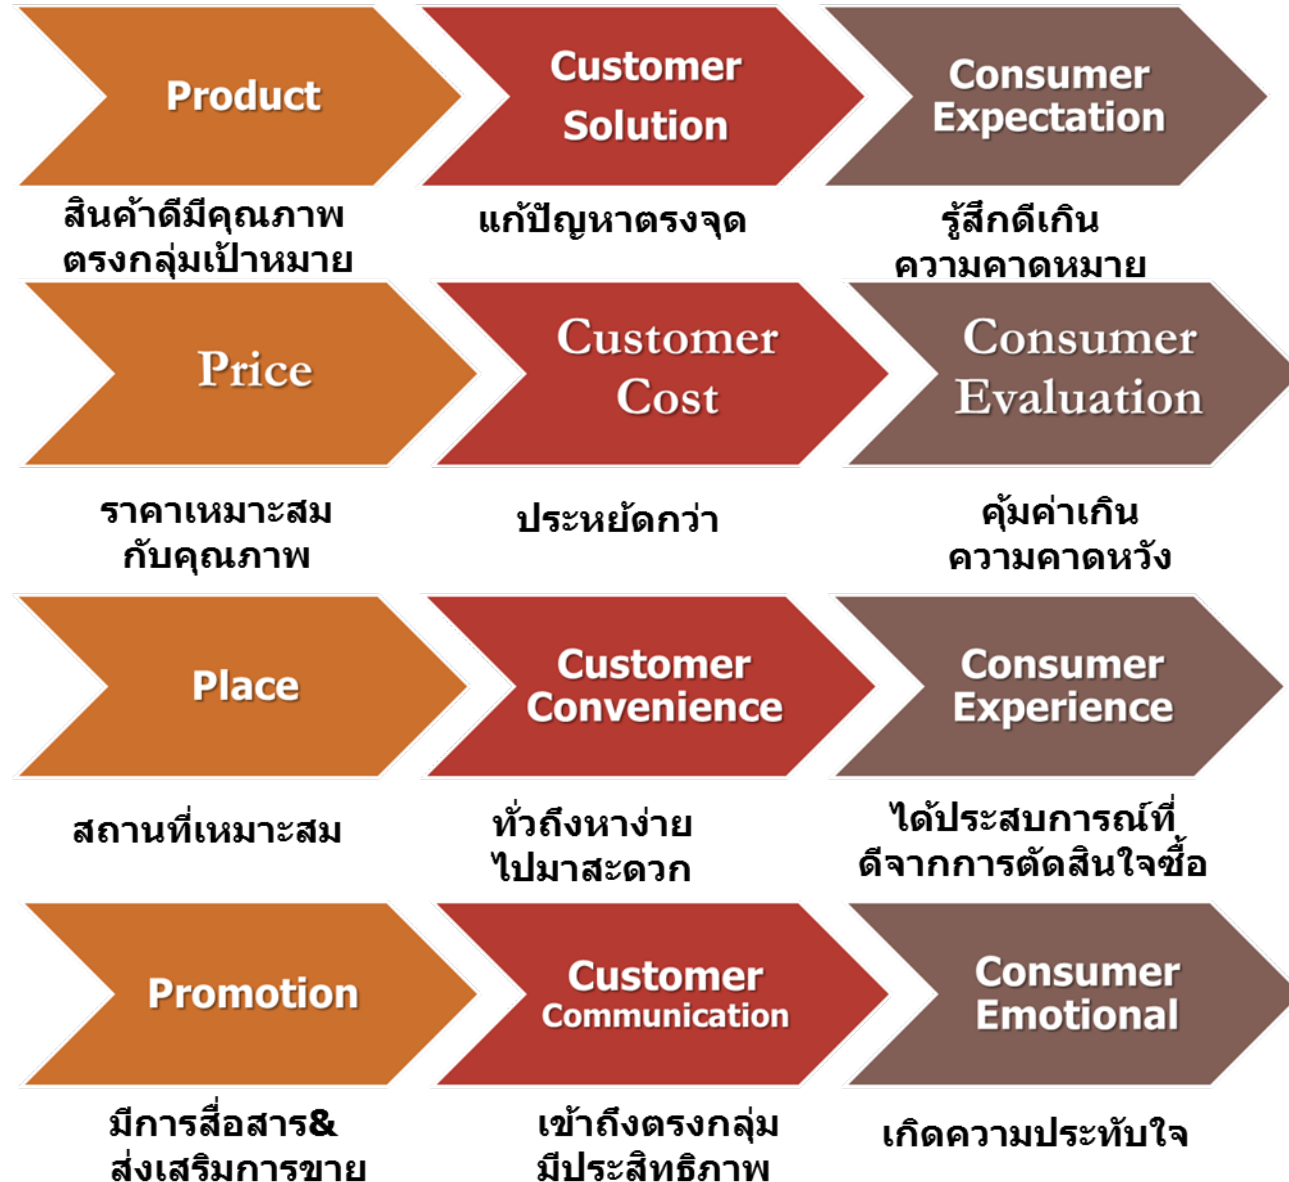 Product
Customer
Solution
Consumer
Expectation
สินค้าดีมีคุณภาพ
ตรงกลุ่มเป้าหมาย
แก้ปัญหาตรงจุด
รู้สึกดีเกิน
ความคาดหมาย
Price
Customer
Cost
Consumer
Evaluation
ราคาเหมาะสม
กับคุณภาพ
ประหยัดกว่า
คุ้มค่าเกิน
ความคาดหวัง
Place
Customer
Convenience
Consumer
Experience
สถานที่เหมาะสม
ทั่วถึงหาง่าย
ไปมาสะดวก
ได้ประสบการณ์ที่
ดีจากการตัดสินใจซื้อ
Promotion
Customer
Communication
Consumer
Emotional
มีการสื่อสาร&
ส่งเสริมการขาย
เข้าถึงตรงกลุ่ม
มีประสิทธิภาพ
เกิดความประทับใจ